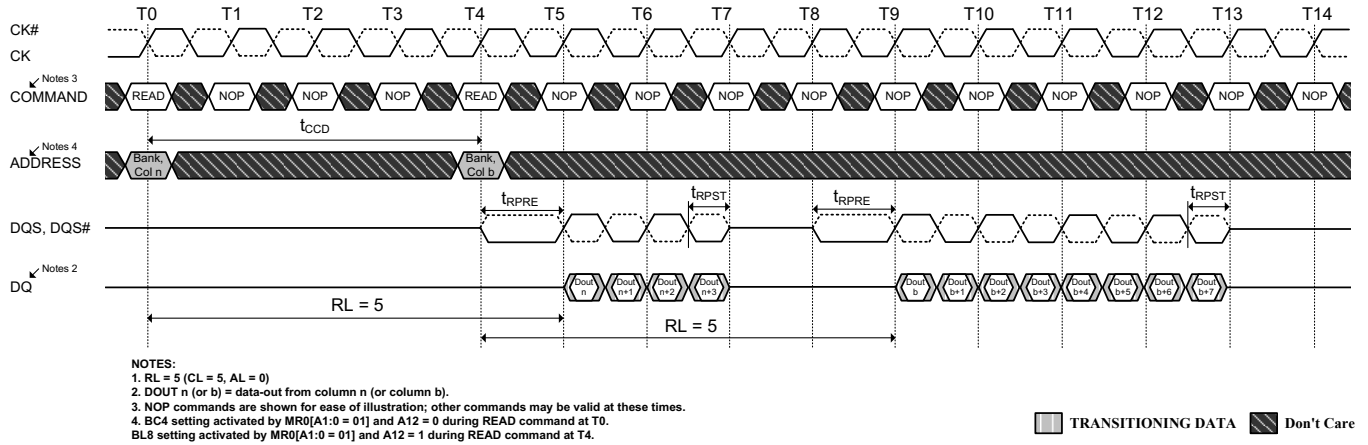 T0 T1 T2 T3 T4 T5 T6 T7 T8 T9 T10 T11 T12 T13 T14
CK#
CK
Notes 3
COMMAND READ NOP NOP NOP READ NOP NOP NOP NOP NOP NOP NOP NOP NOP NOP
tCCD
Notes 4
ADDRESS Bank, Col n Bank, Col b
tRPRE tRPST tRPRE tRPST
DQS, DQS#
Notes 2
DQ Dout n Dout n+1 Dout n+2 Dout n+3 Dout b Dout b+1 Dout b+2 Dout b+3 Dout b+4 Dout b+5 Dout b+6 Dout b+7
RL = 5
RL = 5
NOTES:
1. RL = 5 (CL = 5, AL = 0)
2. DOUT n (or b) = data-out from column n (or column b).
3. NOP commands are shown for ease of illustration; other commands may be valid at these times.
4. BC4 setting activated by MR0[A1:0 = 01] and A12 = 0 during READ command at T0.
BL8 setting activated by MR0[A1:0 = 01] and A12 = 1 during READ command at T4.
TRANSITIONING DATA Don't Care